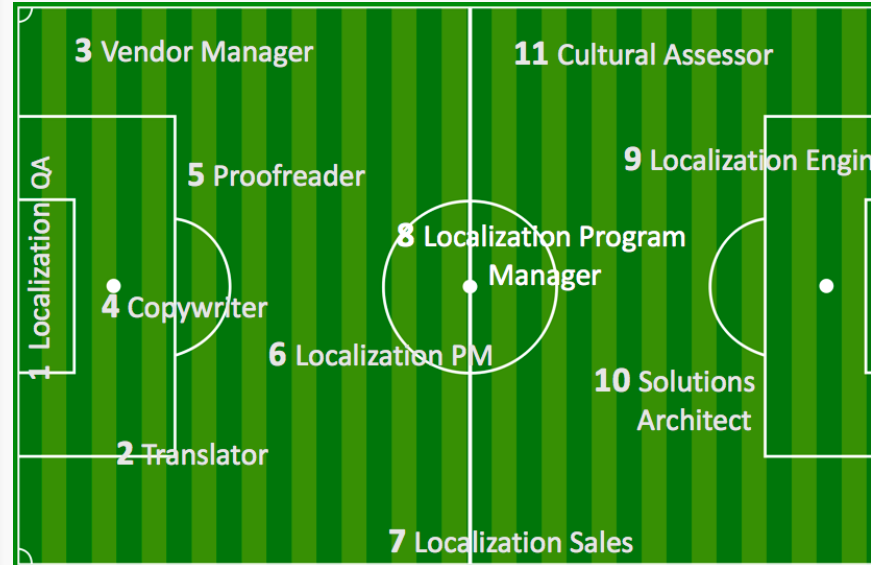 3 Vendor Manager
11 Cultural Assessor
5 Proofreader
9 Localization Engin
1 Localization QA
8 Localization Program
Manager
4 Copywriter
6 Localization PM
10 Solutions
Architect
2 Translator
7 Localization Sales